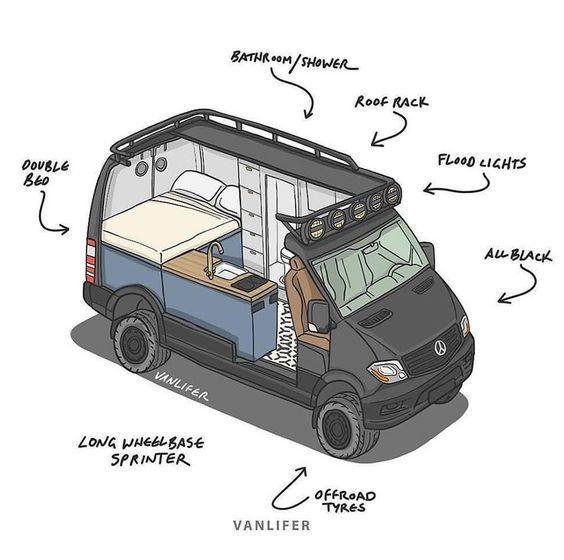 BATHROOM/SHOWER
ROOF RACK
FLOOD LIGHTS
DOUBLE
BED
ALL BLACK
VANLIFER
LONG WHEELBASE
SPRINTER
OFFROAD
TYRES
VANLIFER